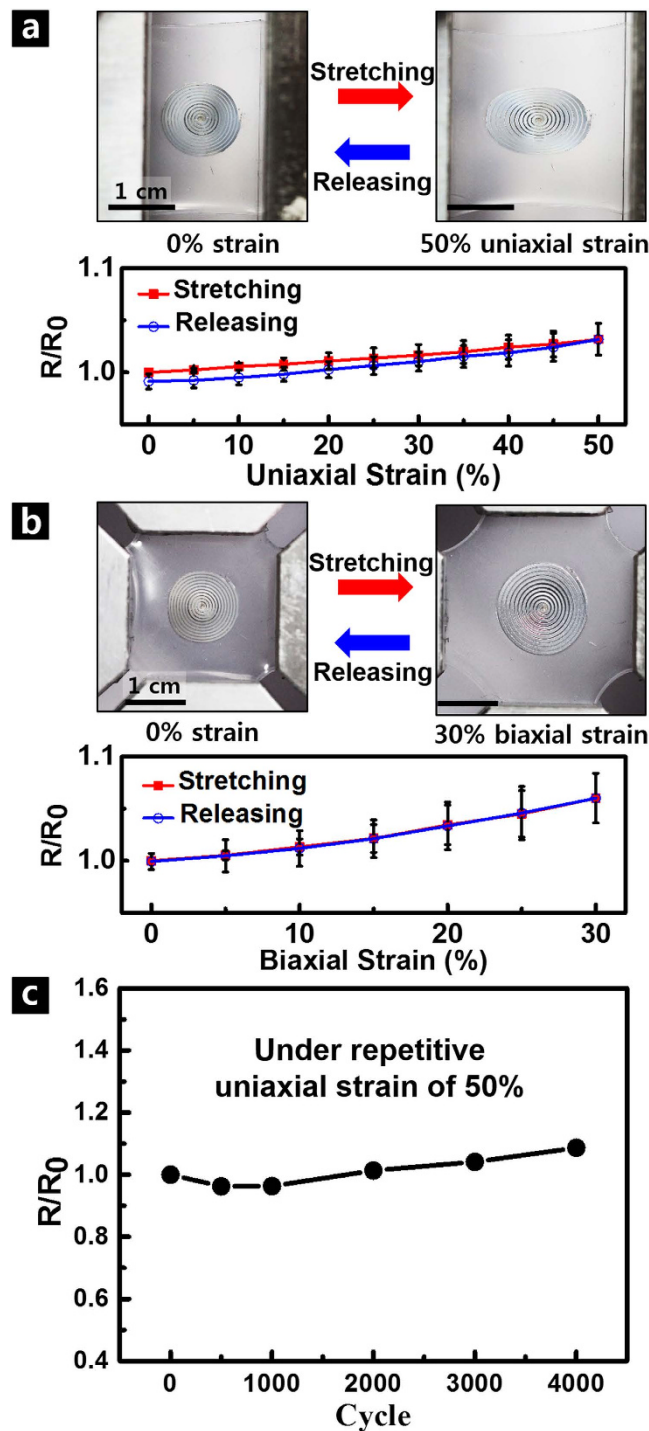 a
Stretching
Releasing
1 cm
0% strain
50% uniaxial strain
1.1
1.0
R/R0
Stretching
Releasing
0 10 20 30 40 50
Uniaxial Strain (%)
b
Stretching
Releasing
1 cm
0% strain
30% biaxial strain
1.1
1.0
R/R0
Stretching
Releasing
0 10 20 30
Biaxial Strain (%)
c
1.6
1.4
1.2
1.0
0.8
0.6
0.4
R/R0
Under repetitive
uniaxial strain of 50%
0 1000 2000 3000 4000
Cycle